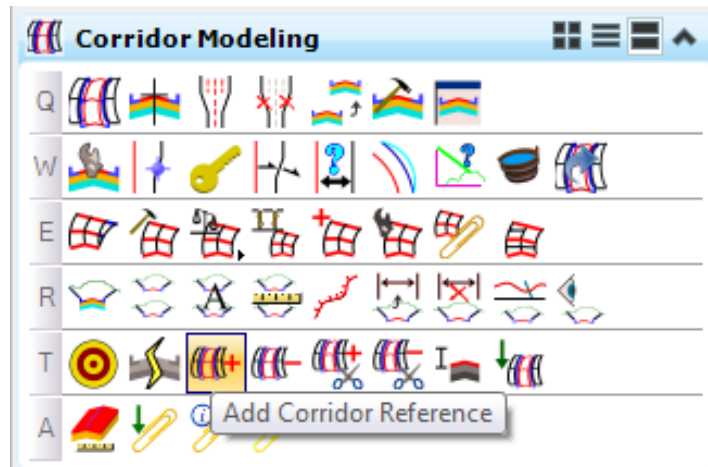 Corridor Modeling
Q
W
E
R
A
T
Add Corridor Reference
A